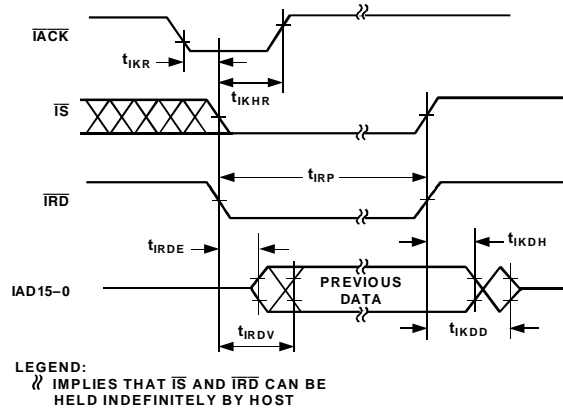 IACK
tIKR
tIKHR
IS
tIRP
IRD
tIRDE
tIKDH
IAD15–0
PREVIOUS
DATA
tIKDD
tIRDV
LEGEND:
IMPLIES THAT IS AND IRD CAN BE
HELD INDEFINITELY BY HOST